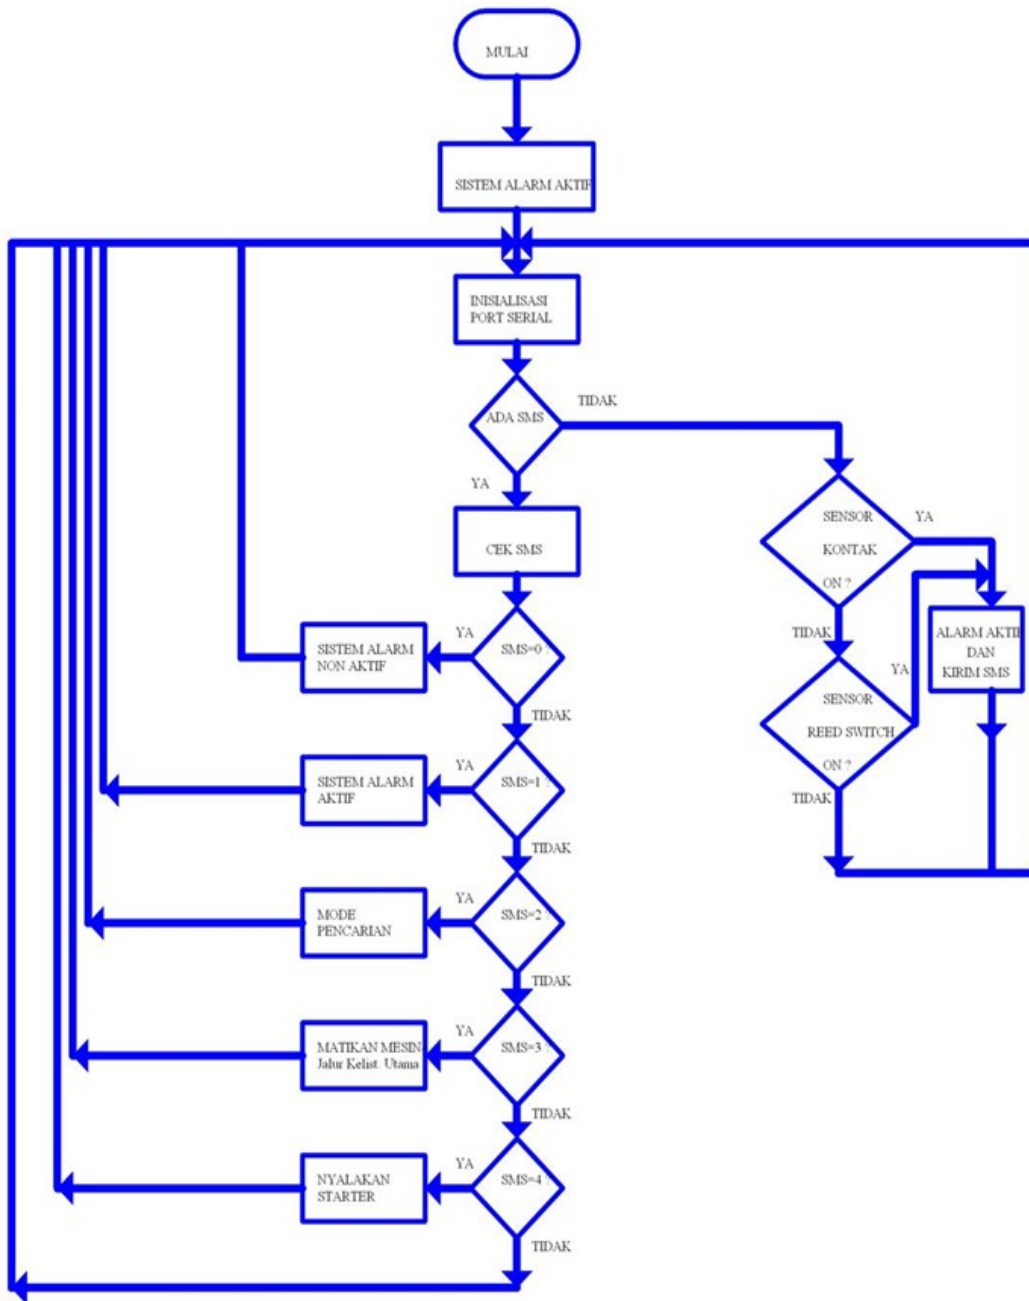 MULAI
SISTEM ALARM AKTIF
INISIALISASI
PORT SERIAL
ADA SMS
TIDAK
YA
CEK SMS
SENSOR
KONTAK
ON ?
YA
TIDAK
ALARM AKTIF
DAN
KIRIM SMS
SENSOR
REED SWITCH
ON ?
YA
TIDAK
SMS=0 ?
YA
SISTEM ALARM
NON AKTIF
TIDAK
SMS=1 ?
YA
SISTEM ALARM
AKTIF
TIDAK
SMS=2 ?
YA
MODE
PENCARIAN
TIDAK
SMS=3 ?
YA
MATIKAN MESIN
Jalur Kelist. Utama
TIDAK
SMS=4 ?
YA
NYALAKAN
STARTER
TIDAK